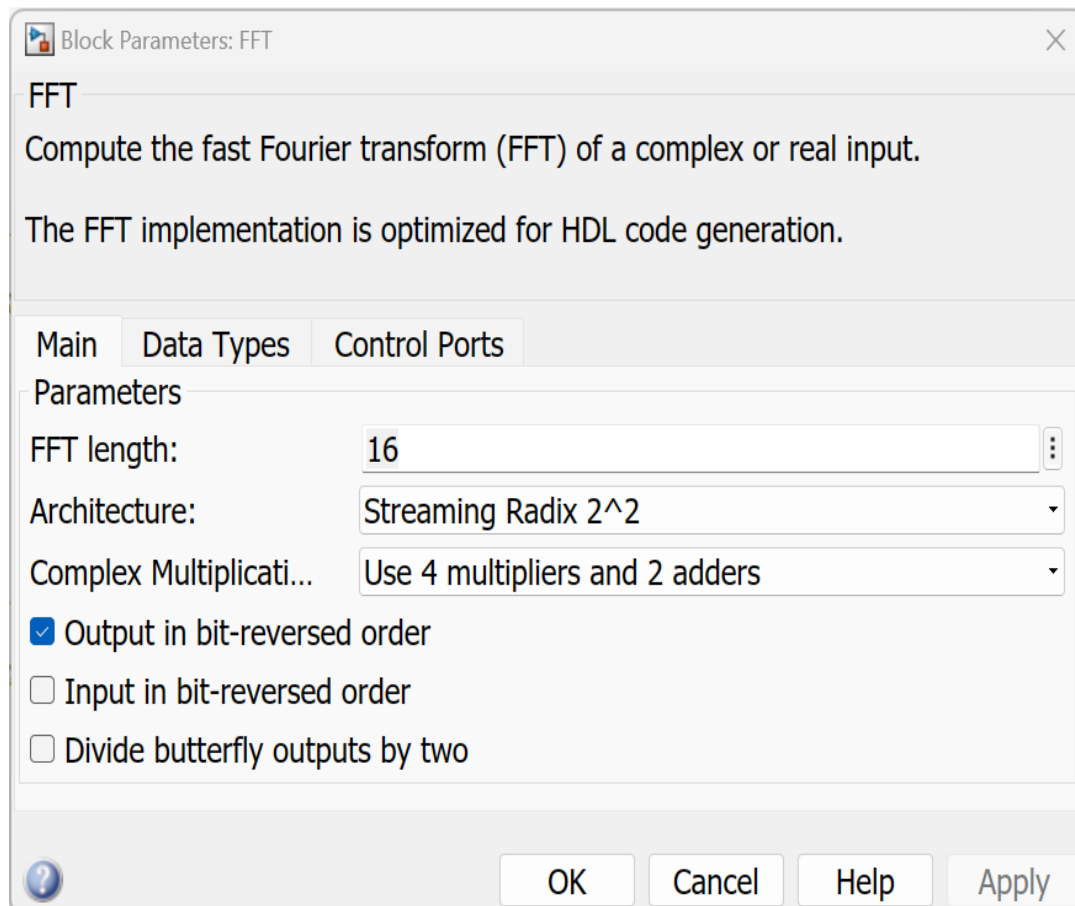 Block Parameters: FFT
FFT
Compute the fast Fourier transform (FFT) of a complex or real input.
The FFT implementation is optimized for HDL code generation.
Main Data Types Control Ports
Parameters
FFT length: 16
Architecture: Streaming Radix 2^2
Complex Multiplicati... Use 4 multipliers and 2 adders
Output in bit-reversed order
Input in bit-reversed order
Divide butterfly outputs by two
? OK Cancel Help Apply